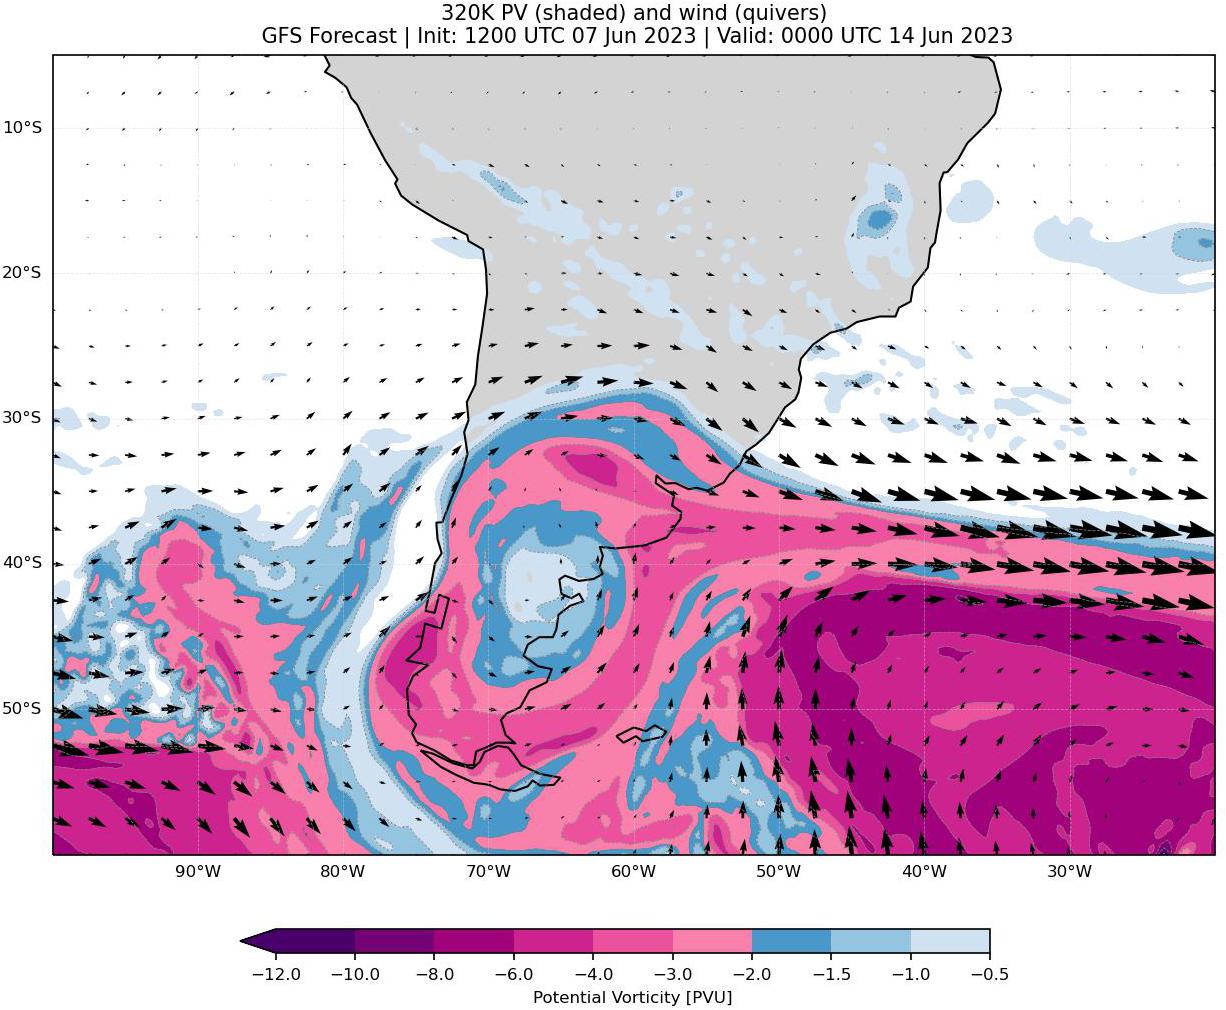 320K PV (shaded) and wind (quivers)
GFS Forecast | Init: 1200 UTC 07 Jun 2023 | Valid: 0000 UTC 14 Jun 2023
10°S
20°S
30°S
40°S
50°S
90°W 80°W 70°W 60°W 50°W 40°W 30°W
−12.0 −10.0 −8.0 −6.0 −4.0 −3.0 −2.0 −1.5 −1.0 −0.5
Potential Vorticity [PVU]